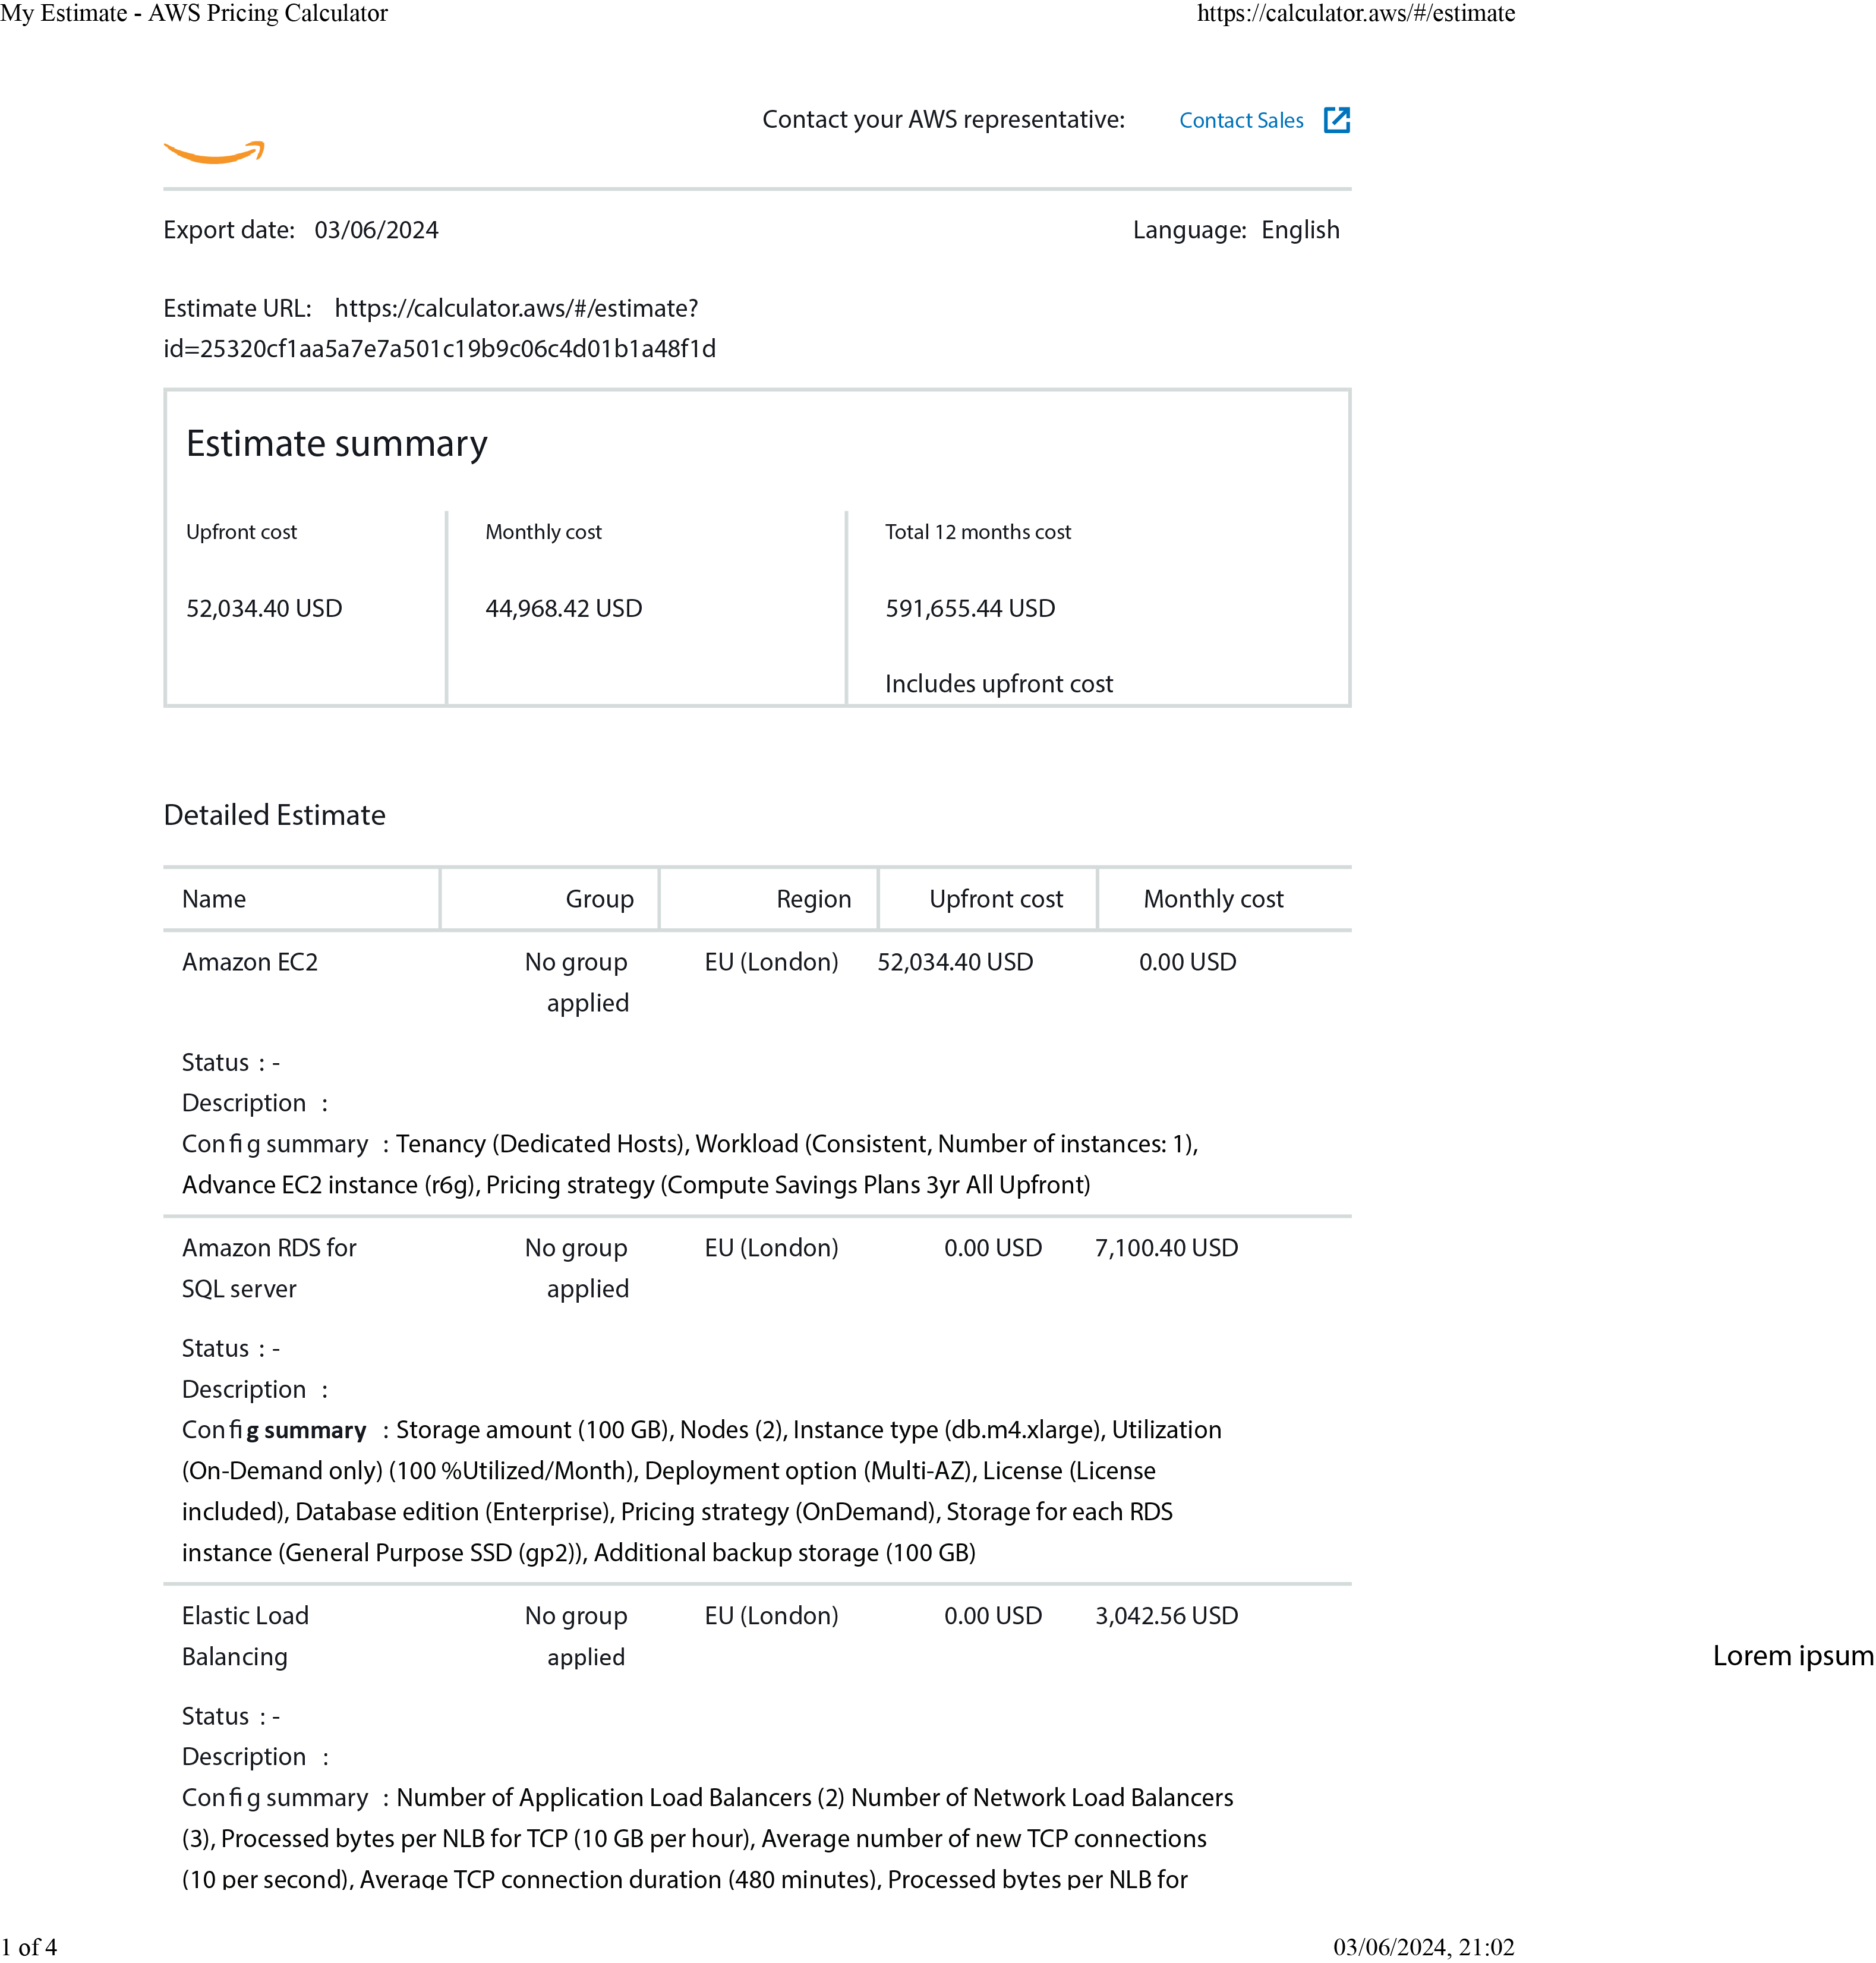 My Estimate - AWS Pricing Calculator https://calculator.aws/#/estimate
Contact your AWS representative: Contact Sales
Export date: 03/06/2024 Language: English
Estimate URL: https://calculator.aws/#/estimate?
id=25320cf1aa5a7e7a501c19b9c06c4d01b1a48f1d
Estimate summary
Upfront cost Monthly cost Total 12 months cost
52,034.40 USD 44,968.42 USD 591,655.44 USD
Includes upfront cost
Detailed Estimate
Name Group Region Upfront cost Monthly cost
Amazon EC2 No group EU (London) 52,034.40 USD 0.00 USD
applied
Status : -
Description :
Config summary : Tenancy (Dedicated Hosts), Workload (Consistent, Number of instances: 1),
Advance EC2 instance (r6g), Pricing strategy (Compute Savings Plans 3yr All Upfront)
Amazon RDS for No group EU (London) 0.00 USD 7,100.40 USD
SQL server applied
Status : -
Description :
Config summary : Storage amount (100 GB), Nodes (2), Instance type (db.m4.xlarge), Utilization
(On-Demand only) (100 %Utilized/Month), Deployment option (Multi-AZ), License (License
included), Database edition (Enterprise), Pricing strategy (OnDemand), Storage for each RDS
instance (General Purpose SSD (gp2)), Additional backup storage (100 GB)
Elastic Load No group EU (London) 0.00 USD 3,042.56 USD
Balancing applied Lorem ipsum
Status : -
Description :
Config summary : Number of Application Load Balancers (2) Number of Network Load Balancers
(3), Processed bytes per NLB for TCP (10 GB per hour), Average number of new TCP connections
(10 per second), Average TCP connection duration (480 minutes), Processed bytes per NLB for
1 of 4 03/06/2024, 21:02